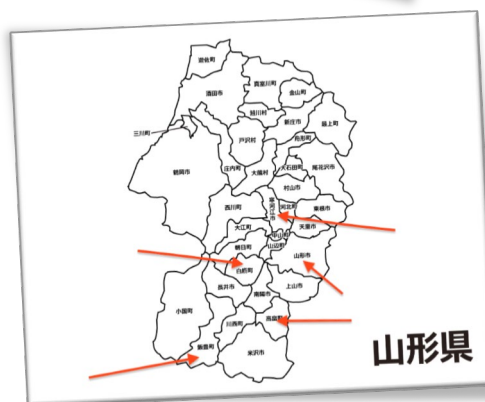 遊佐町
真室川町
金山町
酒田市
鮭川村
新庄市
最上町
三川町
舟形町
戸沢村
庄内町
大蔵村
大石田町
尾花沢市
鶴岡市
村山市
西川町
寒河江市
河北町
東根市
大江町
天童市
中山町
朝日町
山辺町
山形市
白鷹町
長井市
南陽市
上山市
小国町
川西町
高畠町
飯豊町
米沢市
山形県